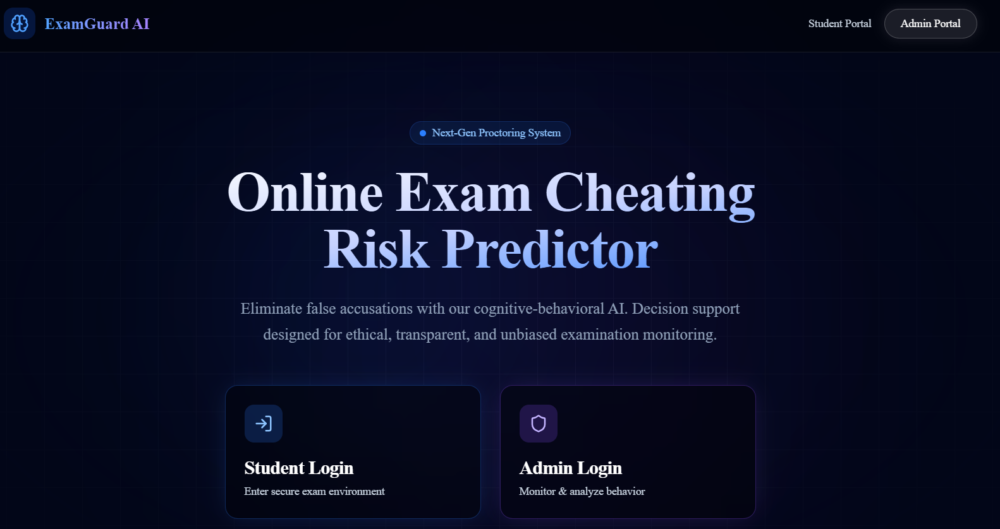 ExamGuard AI
Student Portal
Admin Portal
Next-Gen Proctoring System
Online Exam Cheating
Risk Predictor
Eliminate false accusations with our cognitive-behavioral AI. Decision support
designed for ethical, transparent, and unbiased examination monitoring.
Student Login
Enter secure exam environment
Admin Login
Monitor & analyze behavior